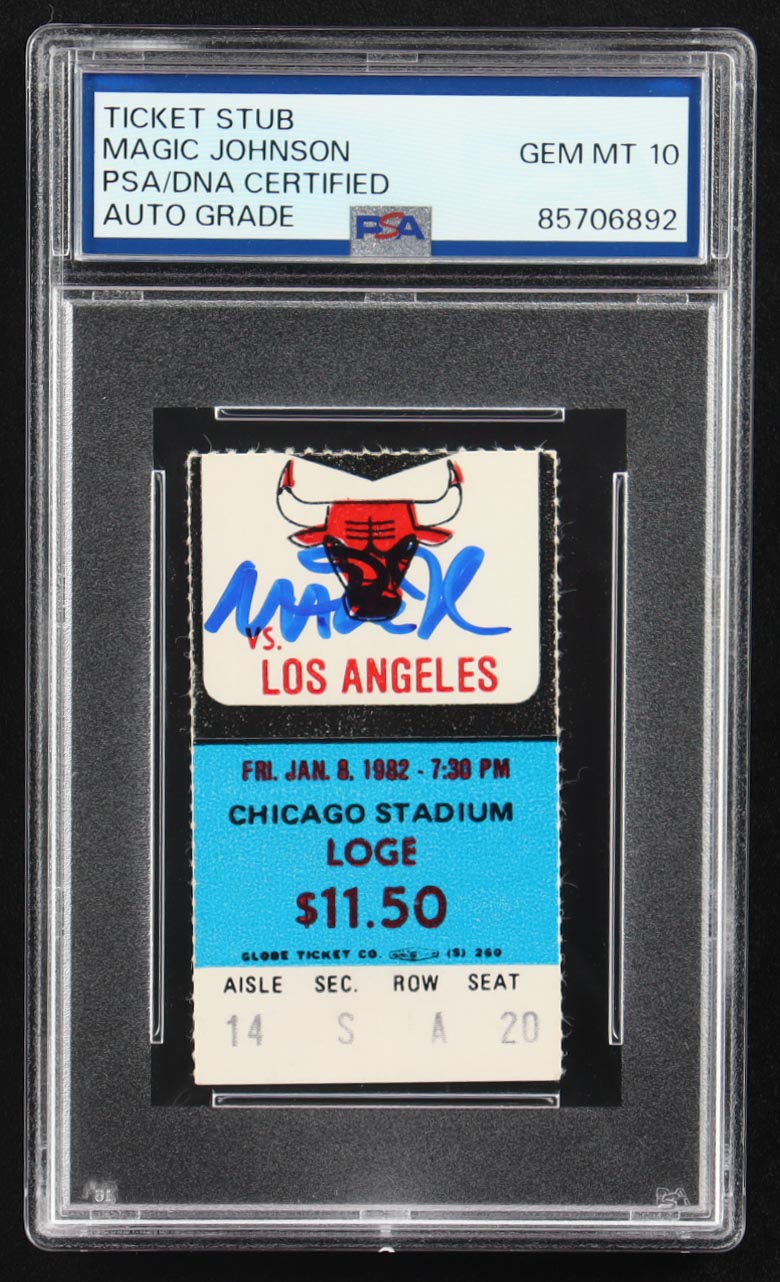 TICKET STUB
MAGIC JOHNSON GEM MT 10
PSA/DNA CERTIFIED
AUTO GRADE PSA 85706892
VS.
LOS ANGELES
FRI. JAN. 8, 1982 - 7:30 PM
CHICAGO STADIUM
LOGE
$11.50
GLOBE TICKET CO. (S) 260
AISLE SEC. ROW SEAT
14 S A 20
PSA